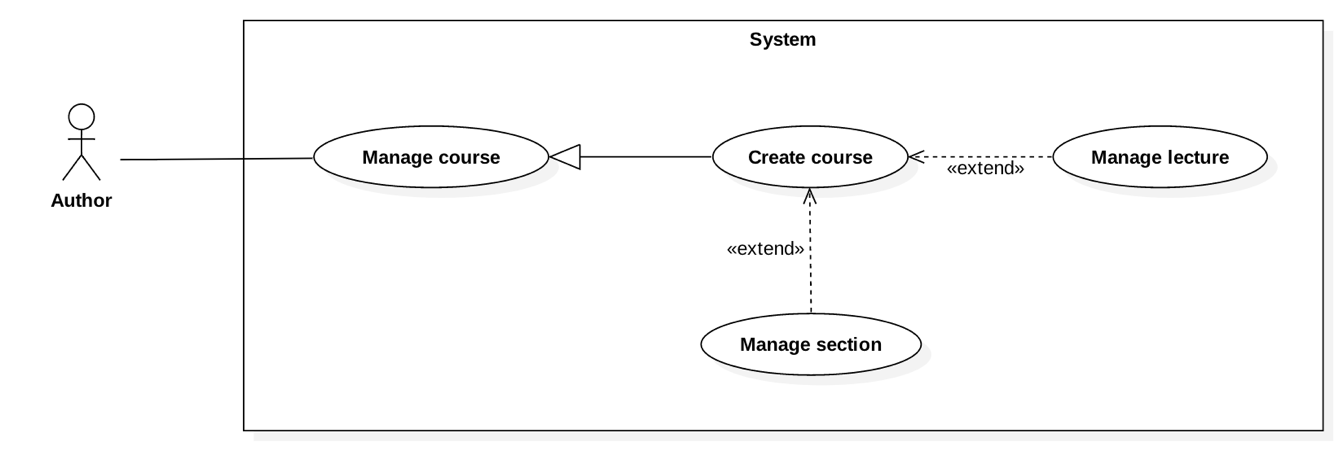 System
Manage course
Create course
Manage lecture
«extend»
Author
«extend»
Manage section